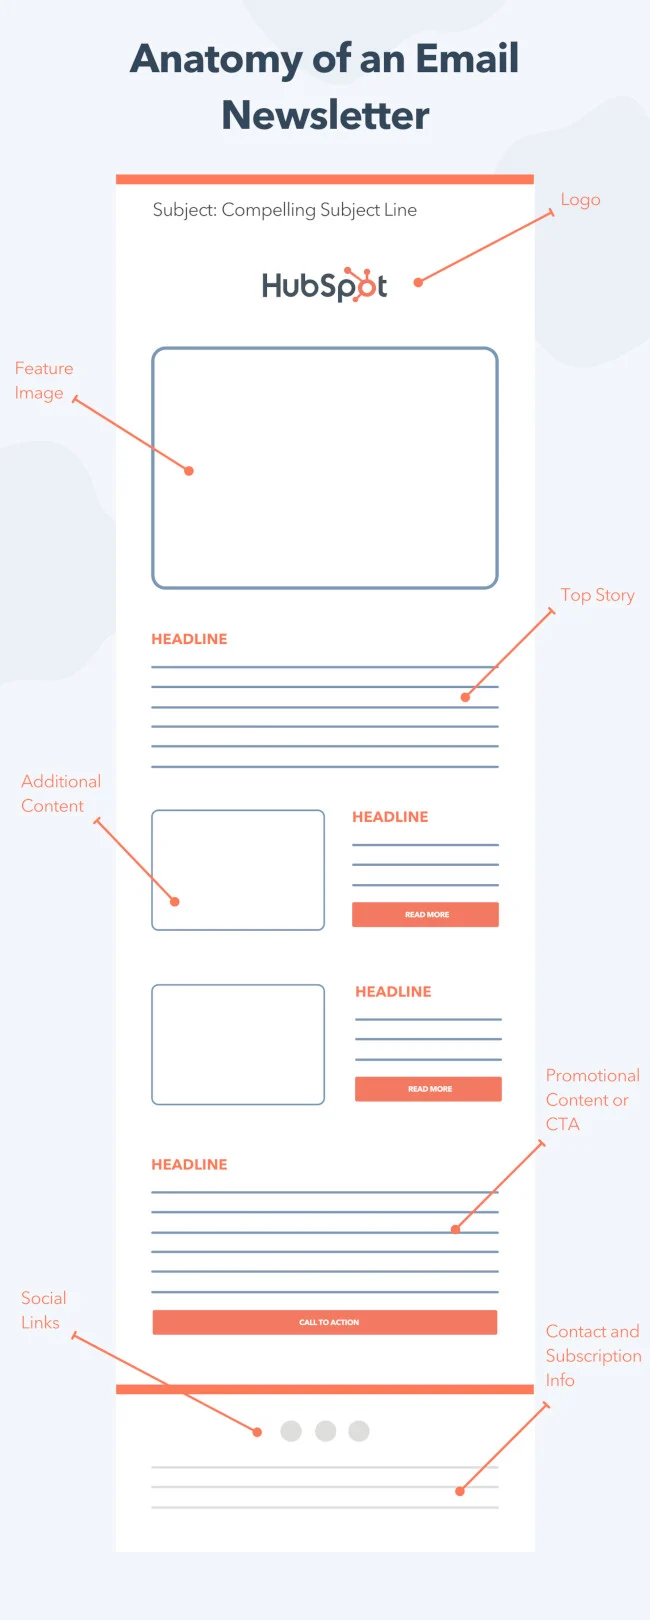 Anatomy of an Email
Newsletter
Subject: Compelling Subject Line
Logo
HubSpot
Feature
Image
Top Story
HEADLINE
Additional
Content
HEADLINE
READ MORE
HEADLINE
READ MORE
Promotional
Content or
CTA
HEADLINE
Social
Links
CALL TO ACTION
Contact and
Subscription
Info